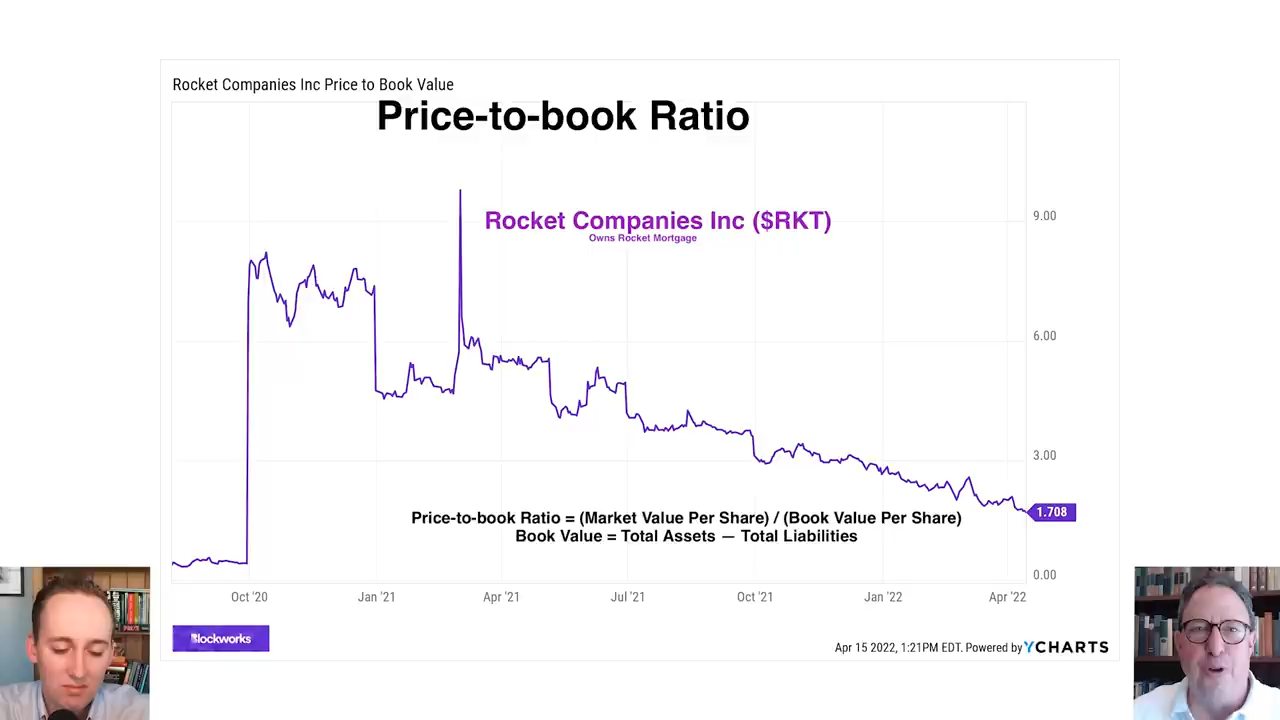 Rocket Companies Inc Price to Book Value
Price-to-book Ratio
Rocket Companies Inc ($RKT)
Owns Rocket Mortgage
9.00
6.00
3.00
1.708
0.00
Price-to-book Ratio = (Market Value Per Share) / (Book Value Per Share)
Book Value = Total Assets — Total Liabilities
Oct '20 Jan '21 Apr '21 Jul '21 Oct '21 Jan '22 Apr '22
Blockworks
Apr 15 2022, 1:21PM EDT. Powered by YCHARTS